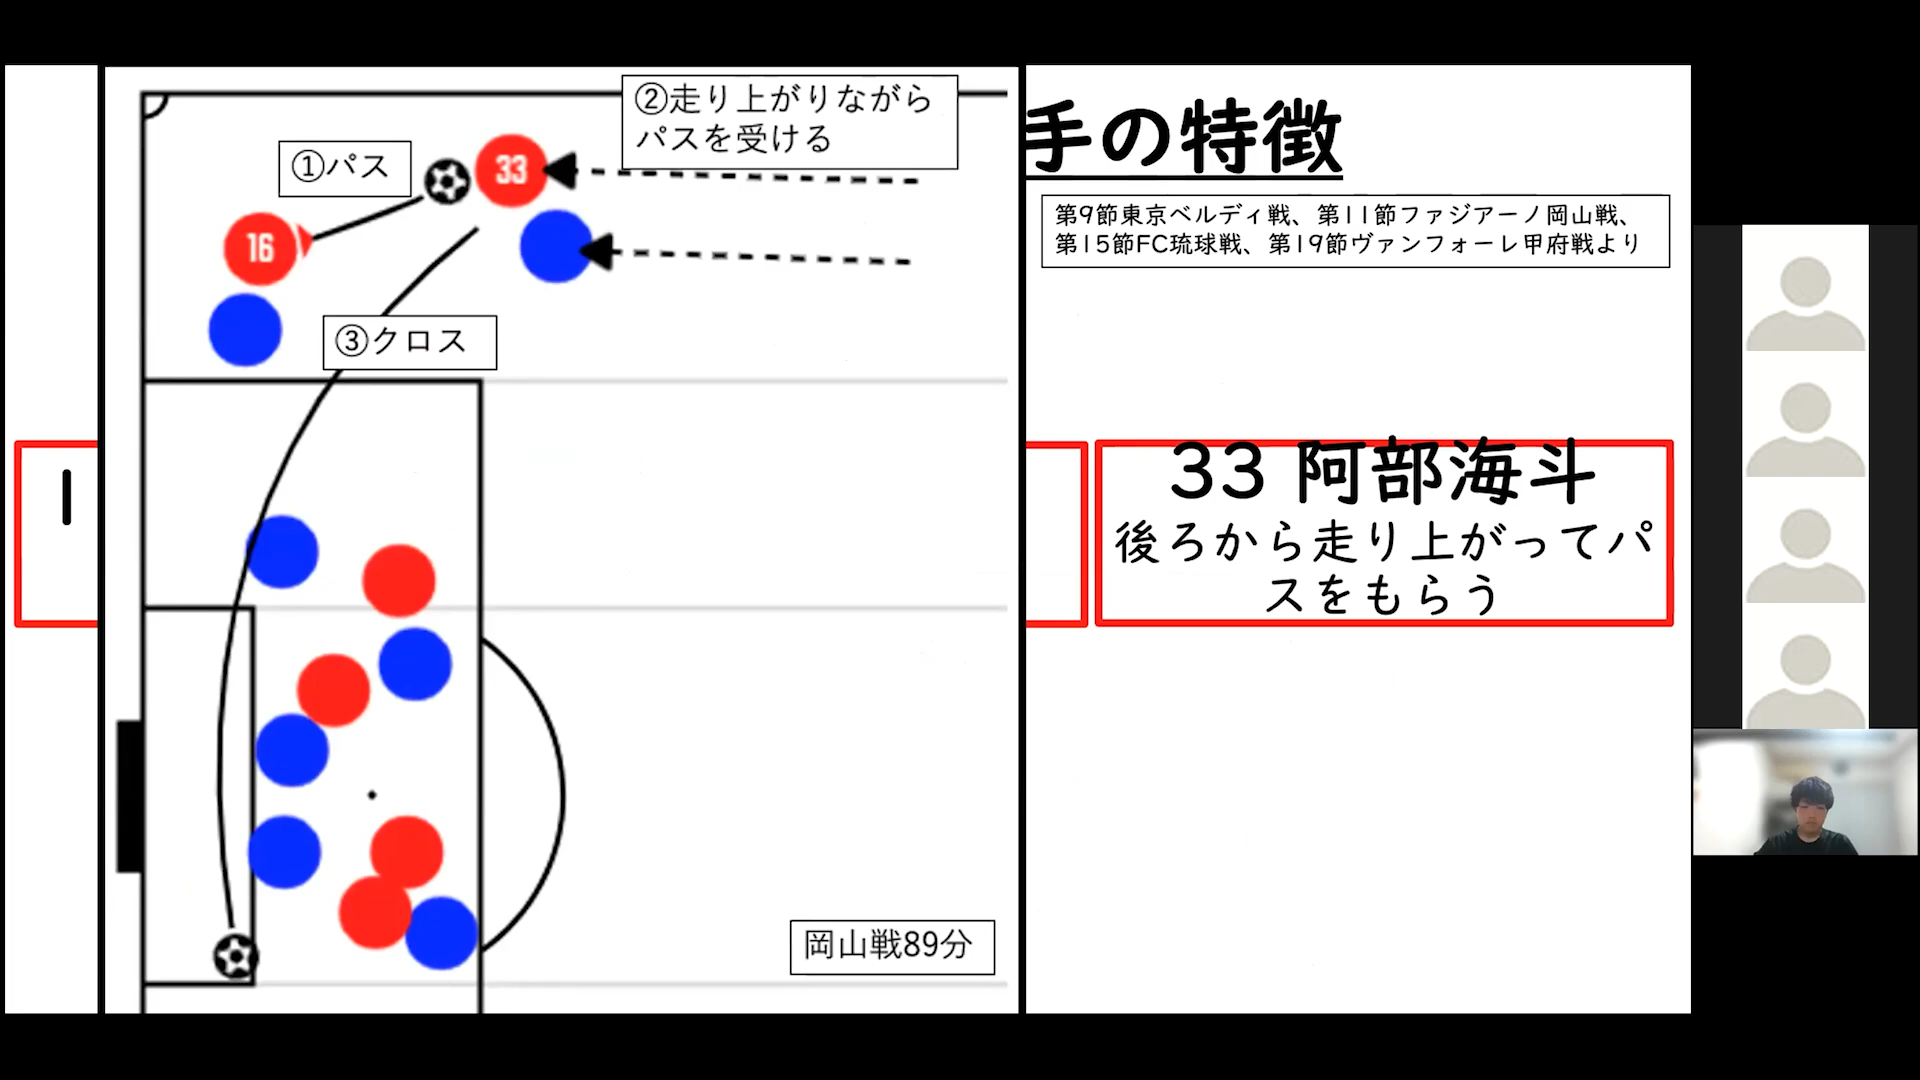 ②走り上がりながら
パスを受ける
①パス
33
16
③クロス
岡山戦89分
手の特徴
第9節東京ベルディ戦、第11節ファジアーノ岡山戦、
第15節FC琉球戦、第19節ヴァンフォーレ甲府戦より
1
33 阿部海斗
後ろから走り上がってパ
スをもらう